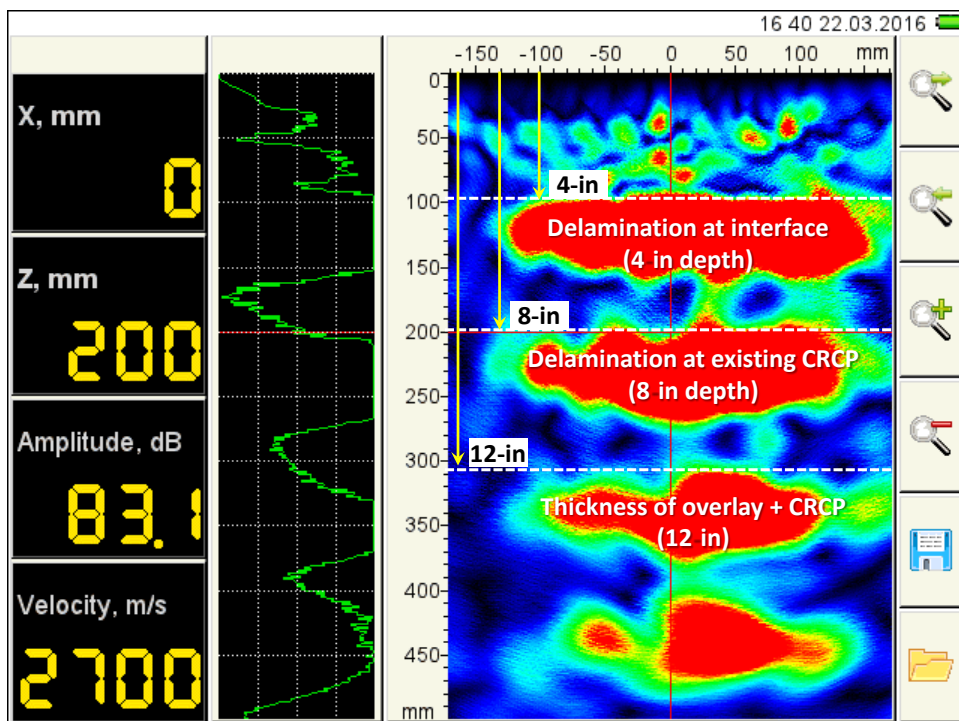 16 40 22.03.2016
X, mm
0
Z, mm
200
Amplitude, dB
83.1
Velocity, m/s
2700
-150 -100 -50 0 50 100 mm
0
50
100
150
200
250
300
350
400
450
mm
4-in
Delamination at interface
(4 in depth)
8-in
Delamination at existing CRCP
(8 in depth)
12-in
Thickness of overlay + CRCP
(12 in)